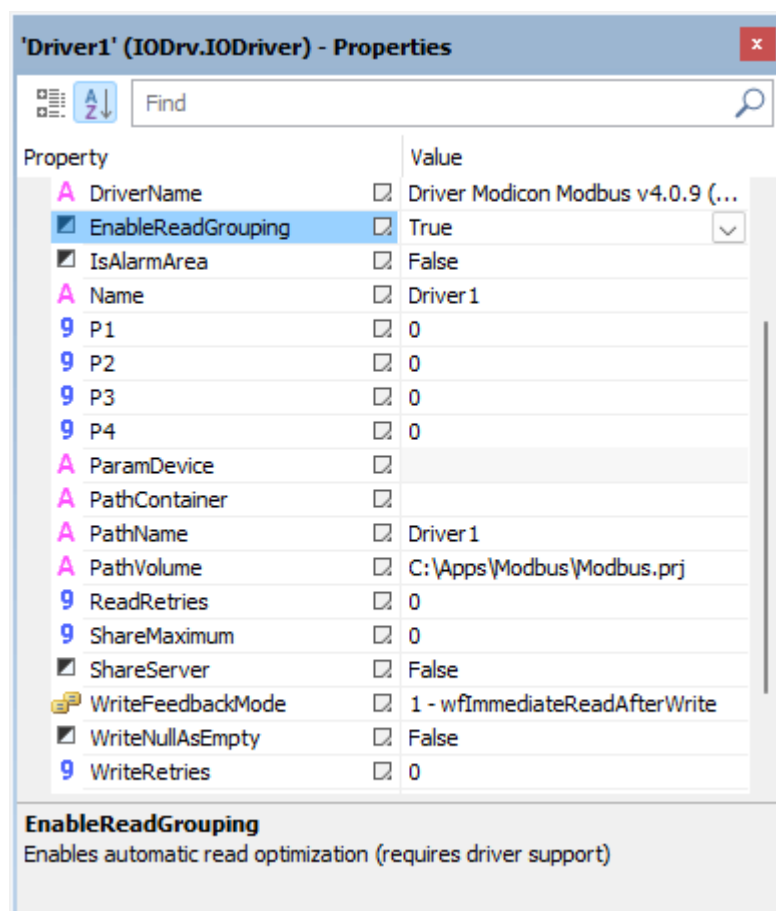 'Driver1' (IODrv.IODriver) - Properties
Find
Property Value
DriverName Driver Modicon Modbus v4.0.9 (...
EnableReadGrouping True
IsAlarmArea False
Name Driver1
P1 0
P2 0
P3 0
P4 0
ParamDevice
PathContainer
PathName Driver1
PathVolume C:\Apps\Modbus\Modbus.prj
ReadRetries 0
ShareMaximum 0
ShareServer False
WriteFeedbackMode 1 - wfImmediateReadAfterWrite
WriteNullAsEmpty False
WriteRetries 0
EnableReadGrouping
Enables automatic read optimization (requires driver support)